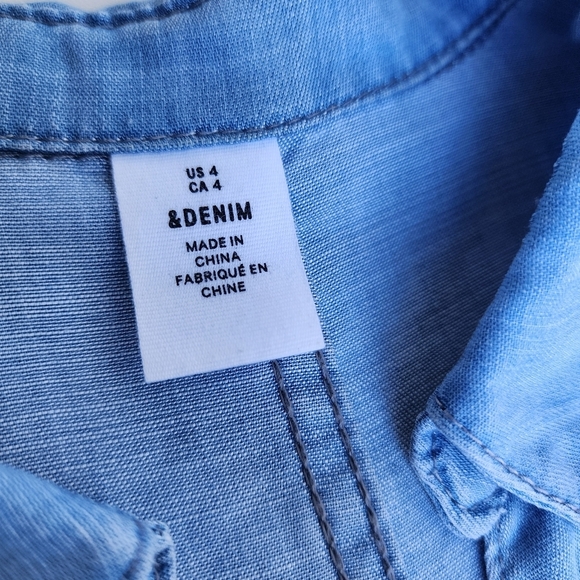 US 4
CA 4
&DENIM
MADE IN
CHINA
FABRIQUÉ EN
CHINE